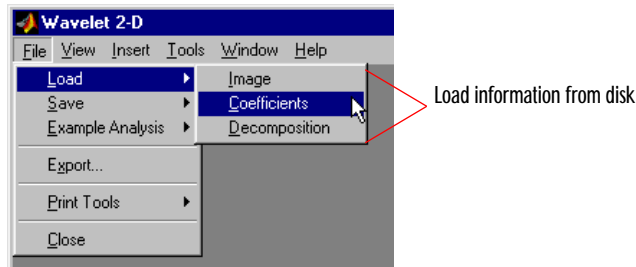 Wavelet 2-D
File View Insert Tools Window Help
Load
Save
Example Analysis
Export...
Print Tools
Close
Image
Coefficients
Decomposition
Load information from disk